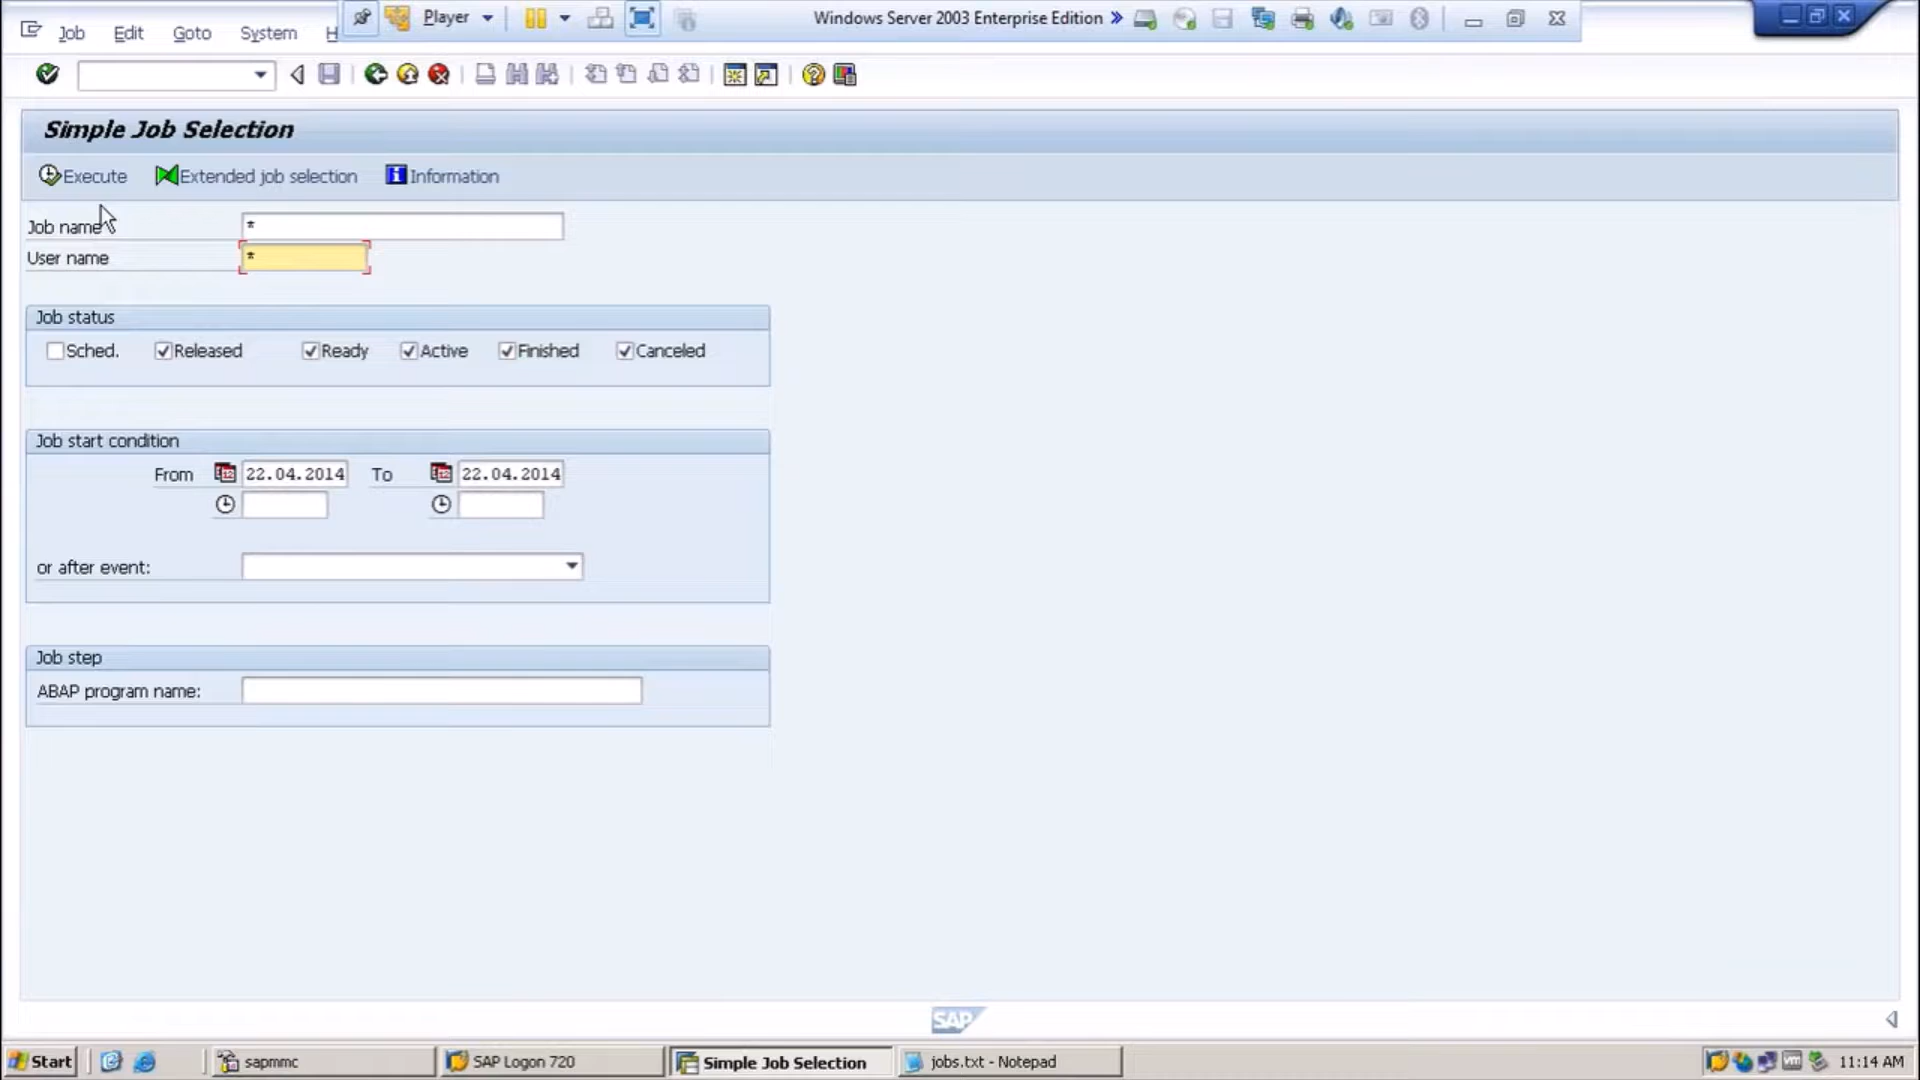 Player
Windows Server 2003 Enterprise Edition
Job Edit Goto System H
Simple Job Selection
Execute Extended job selection Information
Job name *
User name *
Job status
Sched. Released Ready Active Finished Canceled
Job start condition
From 22.04.2014 To 22.04.2014
or after event:
Job step
ABAP program name:
SAP
Start sapmmc SAP Logon 720 Simple Job Selection jobs.txt - Notepad 11:14 AM